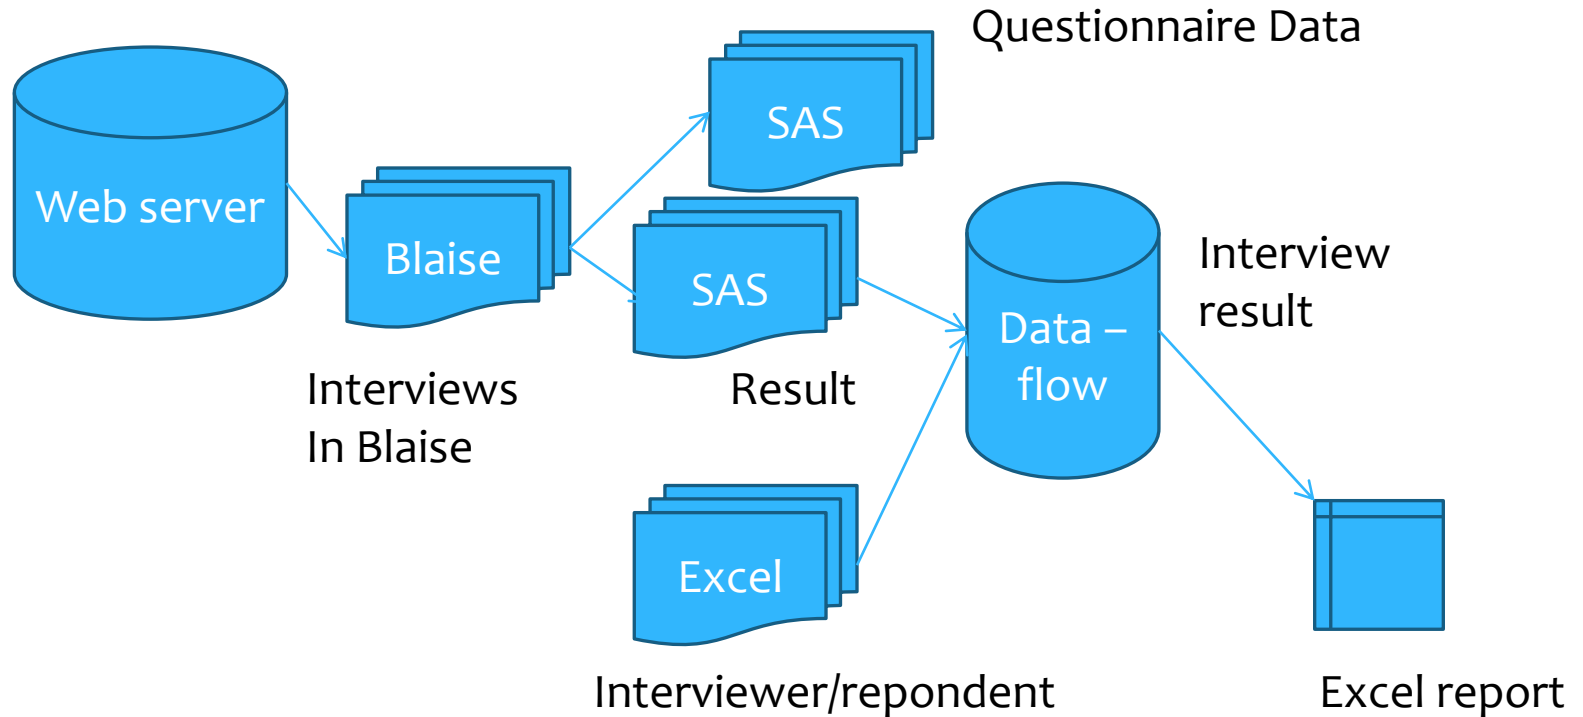 Questionnaire Data
SAS
Web server
Blaise
SAS
Interview
result
Data –
flow
Interviews
In Blaise
Result
Excel
Interviewer/repondent
Excel report